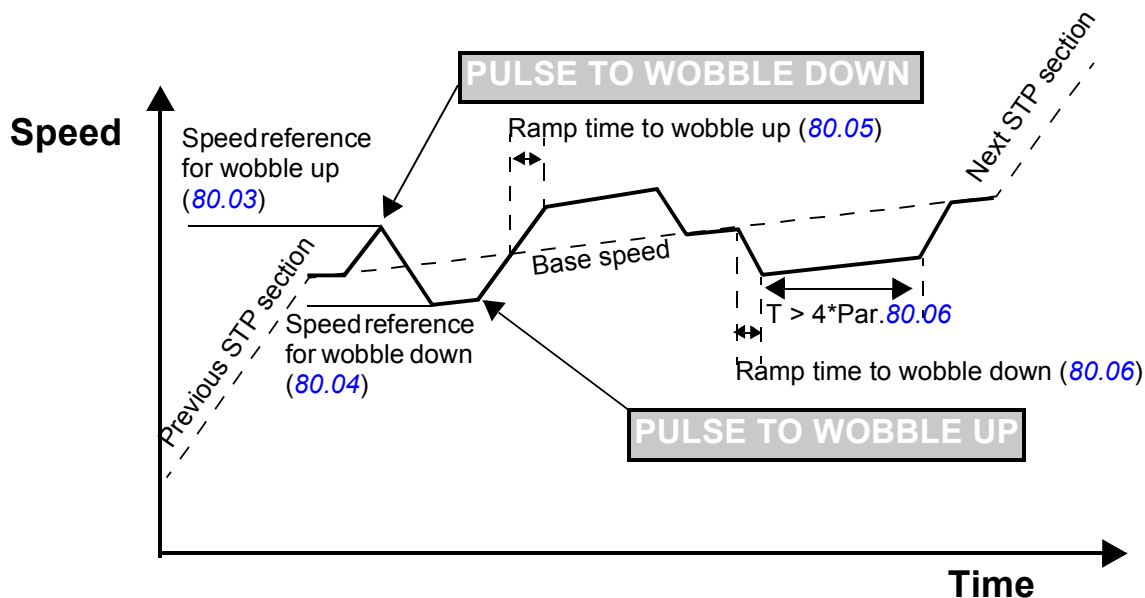 PULSE TO WOBBLE DOWN
Speed
Speed reference
for wobble up
(80.03)
Ramp time to wobble up (80.05)
Next STP section
Previous STP section
Base speed
Speed reference
for wobble down
(80.04)
T > 4*Par.80.06
Ramp time to wobble down (80.06)
PULSE TO WOBBLE UP
Time